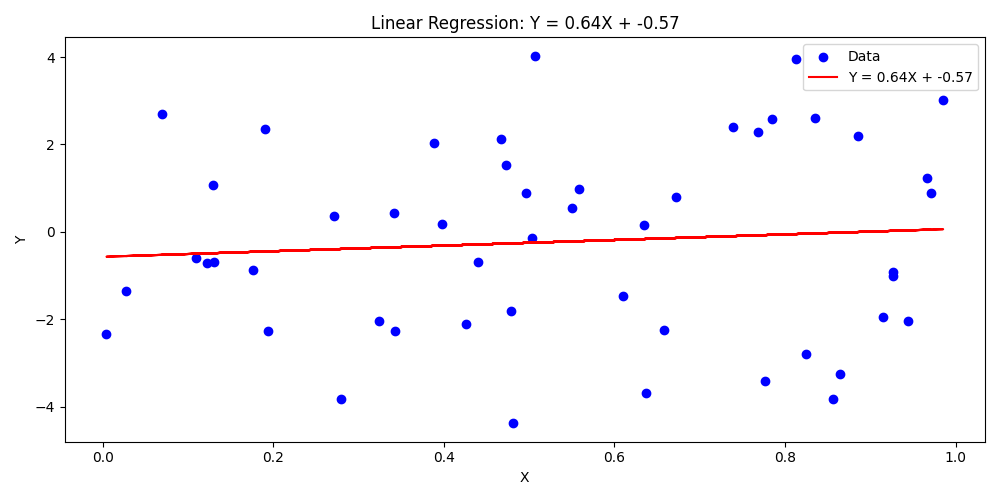 Linear Regression: Y = 0.64X + -0.57
Data
Y = 0.64X + -0.57
4
2
0
−2
−4
Y
0.0 0.2 0.4 0.6 0.8 1.0
X